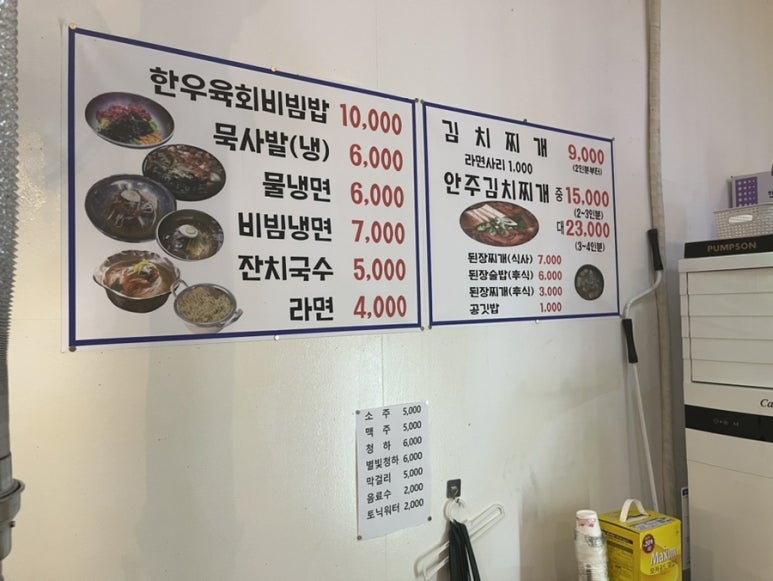 한우육회비빔밥 10,000
묵사발(냉) 6,000
물냉면 6,000
비빔냉면 7,000
잔치국수 5,000
라면 4,000
김치찌개 9,000
라면사리 1.000 (2인분부터)
안주김치찌개 중 15,000
(2~3인분)
대 23,000
(3~4인분)
된장찌개(식사) 7.000
된장술밥(후식) 6.000
된장찌개(후식) 3.000
공깃밥 1.000
소주 5,000
맥주 5,000
청하 6,000
별빛청하 6,000
막걸리 5,000
음료수 2,000
토닉워터 2,000
PUMPSON
Maxim